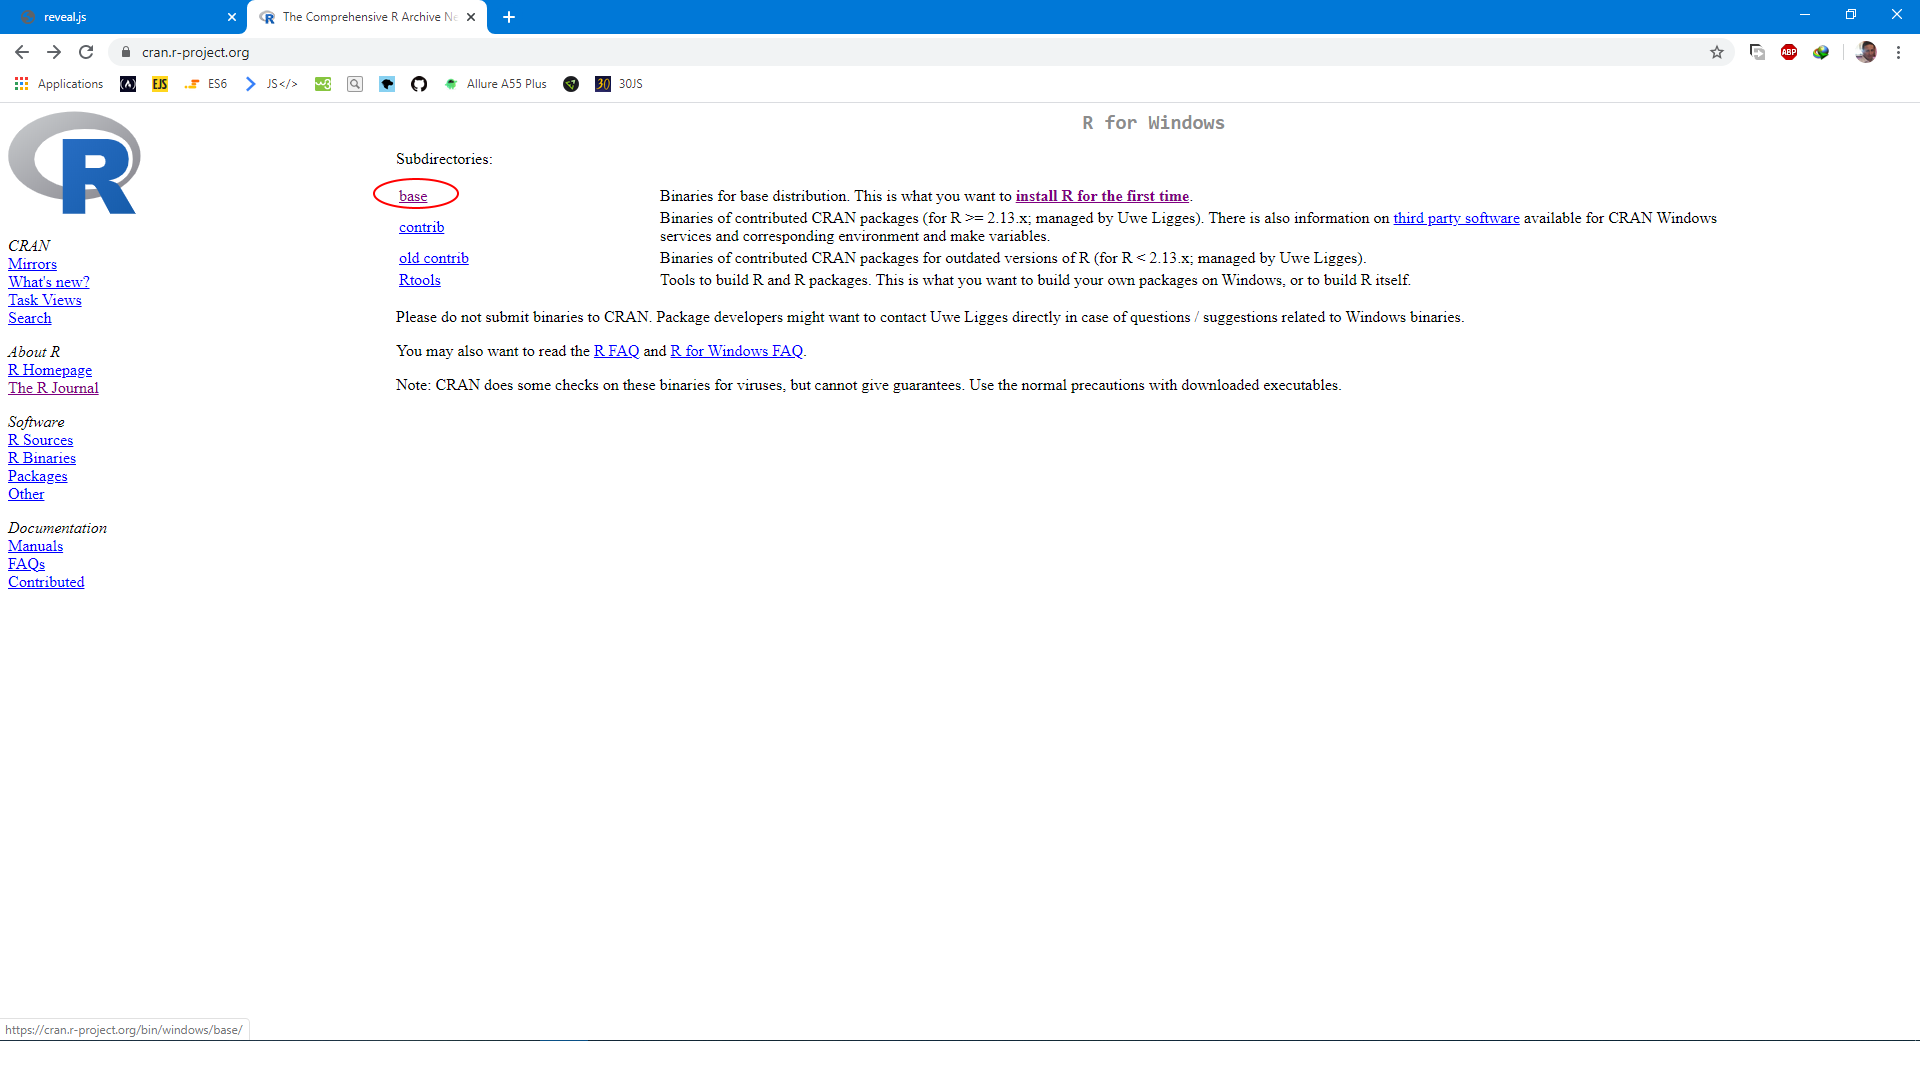 reveal.js
The Comprehensive R Archive Ne
cran.r-project.org
ABP
Applications
(A)
EJS
ES6
JS</>
Allure A55 Plus
30
30JS
R
R for Windows
Subdirectories:
base Binaries for base distribution. This is what you want to install R for the first time.
contrib Binaries of contributed CRAN packages (for R >= 2.13.x; managed by Uwe Ligges). There is also information on third party software available for CRAN Windows
services and corresponding environment and make variables.
old contrib Binaries of contributed CRAN packages for outdated versions of R (for R < 2.13.x; managed by Uwe Ligges).
Rtools Tools to build R and R packages. This is what you want to build your own packages on Windows, or to build R itself.
Please do not submit binaries to CRAN. Package developers might want to contact Uwe Ligges directly in case of questions / suggestions related to Windows binaries.
You may also want to read the R FAQ and R for Windows FAQ.
Note: CRAN does some checks on these binaries for viruses, but cannot give guarantees. Use the normal precautions with downloaded executables.
CRAN
Mirrors
What's new?
Task Views
Search
About R
R Homepage
The R Journal
Software
R Sources
R Binaries
Packages
Other
Documentation
Manuals
FAQs
Contributed
https://cran.r-project.org/bin/windows/base/